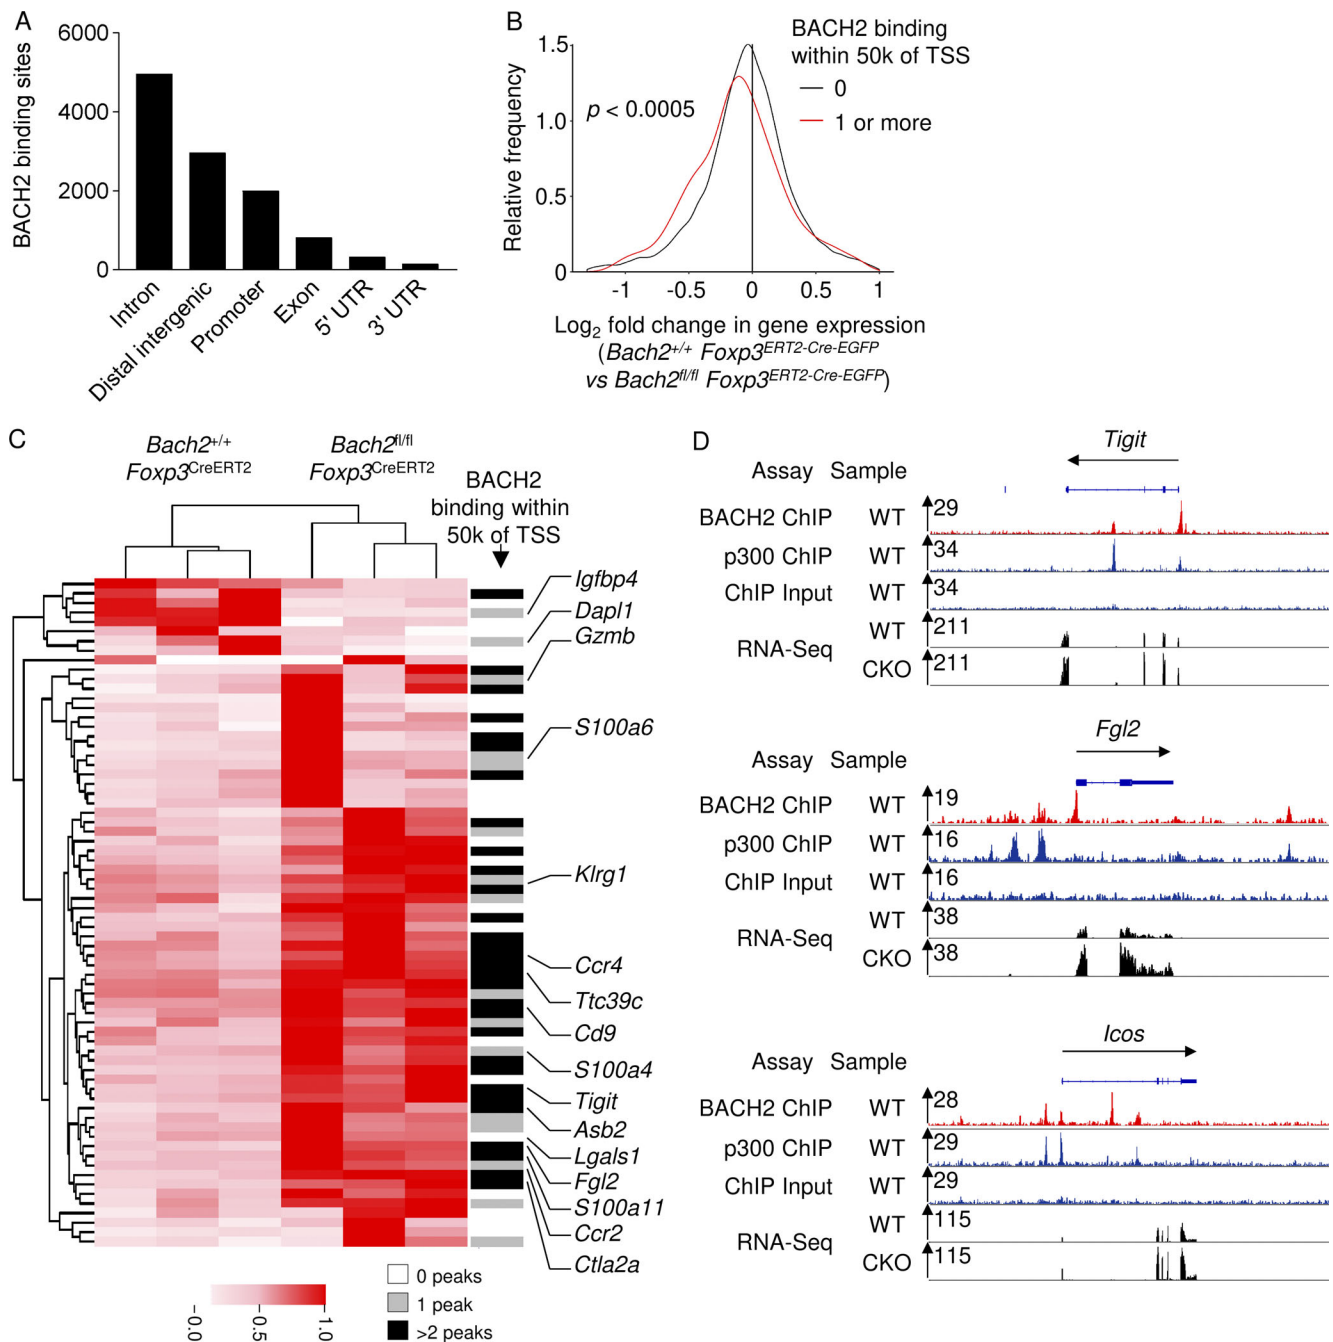 A
BACH2 binding sites
6000
4000
2000
0
Intron
Distal intergenic
Promoter
Exon
5' UTR
3' UTR
B
BACH2 binding
within 50k of TSS
0
1 or more
p < 0.0005
Relative frequency
1.5
1.0
0.5
0
-1
-0.5
0
0.5
1
Log2 fold change in gene expression
(Bach2+/+ Foxp3ERT2-Cre-EGFP
vs Bach2fl/fl Foxp3ERT2-Cre-EGFP)
C
Bach2+/+
Foxp3CreERT2
Bach2fl/fl
Foxp3CreERT2
BACH2
binding within
50k of TSS
Igfbp4
Dapl1
Gzmb
S100a6
Klrg1
Ccr4
Ttc39c
Cd9
S100a4
Tigit
Asb2
Lgals1
Fgl2
S100a11
Ccr2
Ctla2a
0.0
0.5
1.0
0 peaks
1 peak
>2 peaks
D
Tigit
Assay Sample
BACH2 ChIP WT 29
p300 ChIP WT 34
ChIP Input WT 34
RNA-Seq WT 211
CKO 211
Fgl2
Assay Sample
BACH2 ChIP WT 19
p300 ChIP WT 16
ChIP Input WT 16
RNA-Seq WT 38
CKO 38
Icos
Assay Sample
BACH2 ChIP WT 28
p300 ChIP WT 29
ChIP Input WT 29
RNA-Seq WT 115
CKO 115